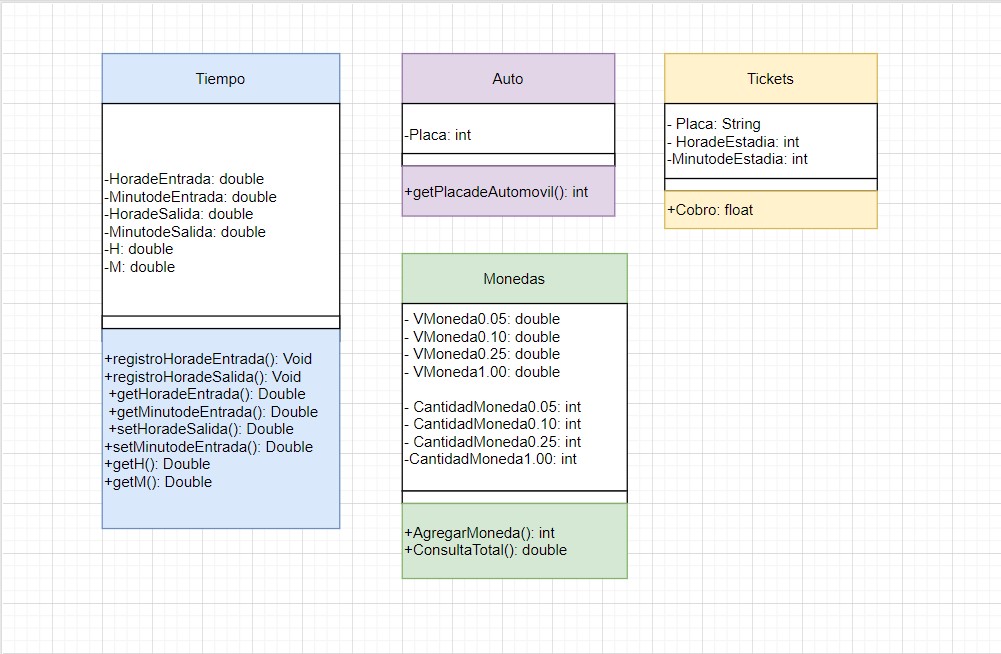 Tiempo
-HoradeEntrada: double
-MinutodeEntrada: double
-HoradeSalida: double
-MinutodeSalida: double
-H: double
-M: double
+registroHoradeEntrada(): Void
+registroHoradeSalida(): Void
+getHoradeEntrada(): Double
+getMinutodeEntrada(): Double
+setHoradeSalida(): Double
+setMinutodeEntrada(): Double
+getH(): Double
+getM(): Double
Auto
-Placa: int
+getPlacadeAutomovil(): int
Tickets
- Placa: String
- HoradeEstadia: int
-MinutodeEstadia: int
+Cobro: float
Monedas
- VMoneda0.05: double
- VMoneda0.10: double
- VMoneda0.25: double
- VMoneda1.00: double
- CantidadMoneda0.05: int
- CantidadMoneda0.10: int
- CantidadMoneda0.25: int
-CantidadMoneda1.00: int
+AgregarMoneda(): int
+ConsultaTotal(): double